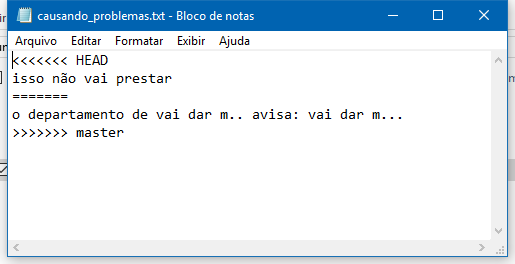 causando_problemas.txt - Bloco de notas
Arquivo Editar Formatar Exibir Ajuda
<<<<<<< HEAD
isso não vai prestar
=======
o departamento de vai dar m.. avisa: vai dar m...
>>>>>>> master